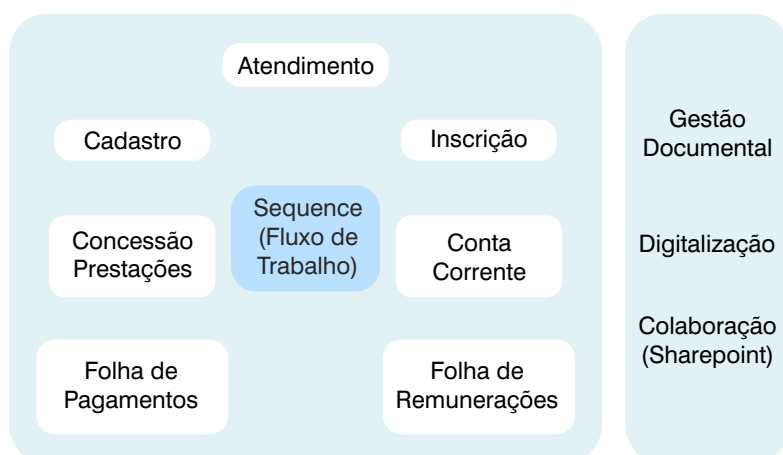 Atendimento
Cadastro
Inscrição
Sequence
(Fluxo de
Trabalho)
Concessão
Prestações
Conta
Corrente
Folha de
Pagamentos
Folha de
Remunerações
Gestão
Documental
Digitalização
Colaboração
(Sharepoint)